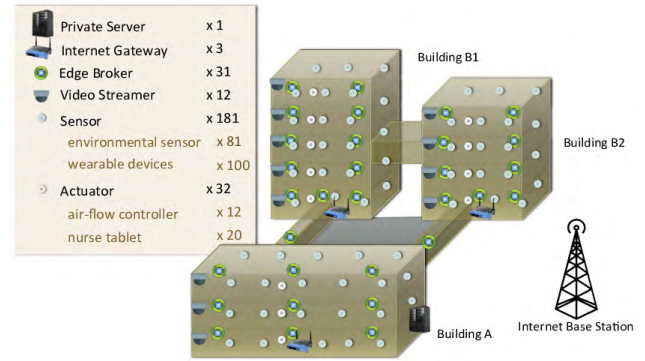 Private Server x 1
Internet Gateway x 3
Edge Broker x 31
Video Streamer x 12
Sensor x 181
environmental sensor x 81
wearable devices x 100
Actuator x 32
air-flow controller x 12
nurse tablet x 20
Building B1
Building B2
Building A
Internet Base Station